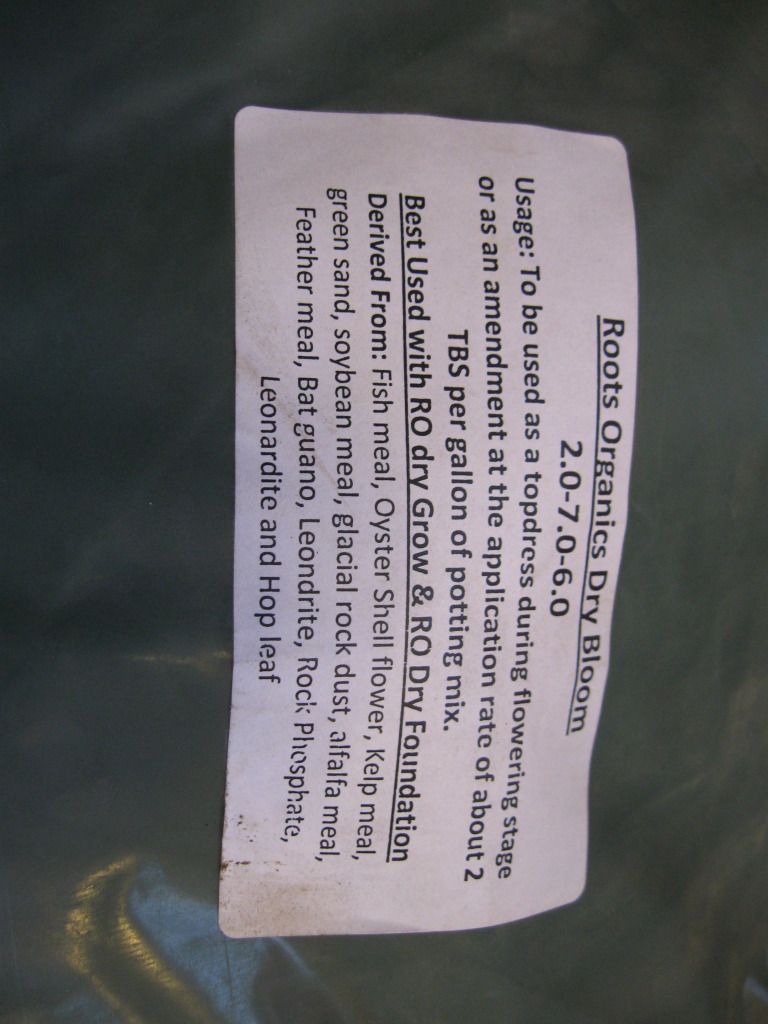 Roots Organics Dry Bloom
2.0-7.0-6.0
Usage: To be used as a topdress during flowering stage
or as an amendment at the application rate of about 2
TBS per gallon of potting mix.
Best Used with RO dry Grow & RO Dry Foundation
Derived From: Fish meal, Oyster Shell flower, Kelp meal,
green sand, soybean meal, glacial rock dust, alfalfa meal,
Feather meal, Bat guano, Leondrite, Rock Phosphate,
Leonardite and Hop leaf